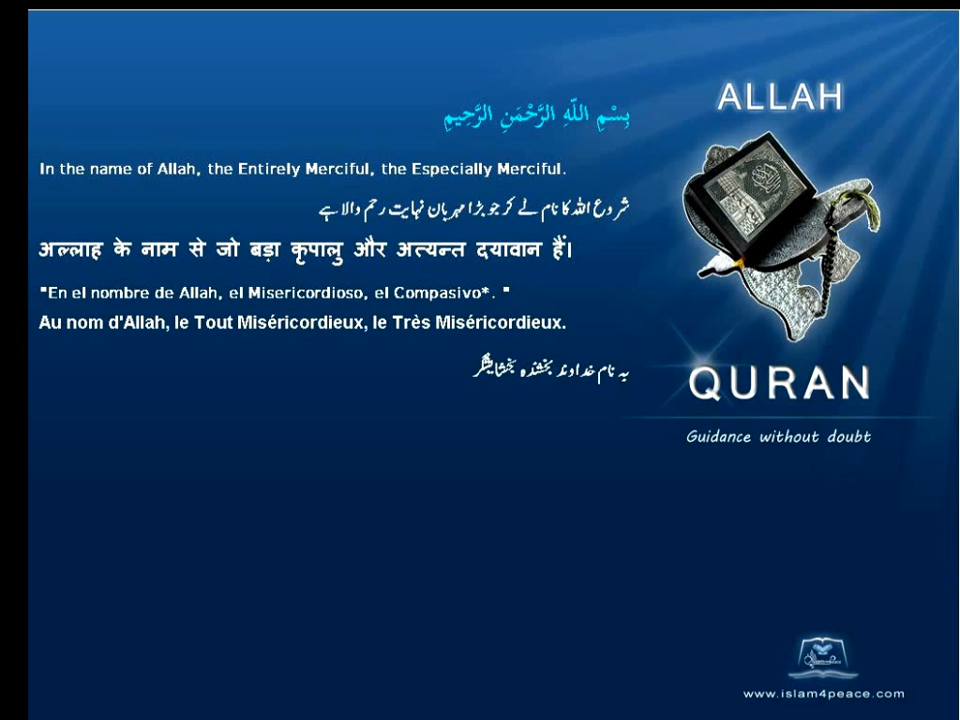 بِسْمِ اللّهِ الرَّحْمَنِ الرَّحِيمِ
In the name of Allah, the Entirely Merciful, the Especially Merciful.
شروع اللہ کا نام لے کر جو بڑا مہربان نہایت رحم والا ہے
अल्लाह के नाम से जो बड़ा कृपालु और अत्यन्त दयावान हैं।
"En el nombre de Allah, el Misericordioso, el Compasivo*. "
Au nom d'Allah, le Tout Miséricordieux, le Très Miséricordieux.
به نام خداوند بخشنده بخشایشگر
ALLAH
QURAN
Guidance without doubt
www.islam4peace.com